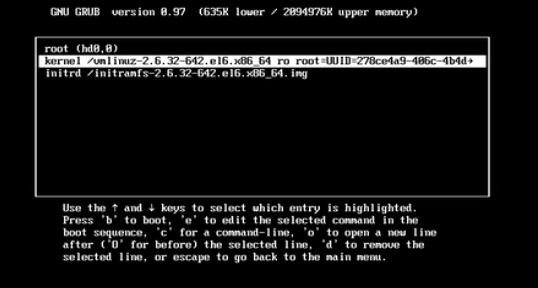 GNU GRUB  version 0.97  (635K lower / 2094976K upper memory)
root (hd0,0)
kernel /vmlinuz-2.6.32-642.el6.x86_64 ro root=UUID=278ce4a9-406c-4b4d→
initrd /initramfs-2.6.32-642.el6.x86_64.img
Use the ↑ and ↓ keys to select which entry is highlighted.
Press 'b' to boot, 'e' to edit the selected command in the
boot sequence, 'c' for a command-line, 'o' to open a new line
after ('O' for before) the selected line, 'd' to remove the
selected line, or escape to go back to the main menu.